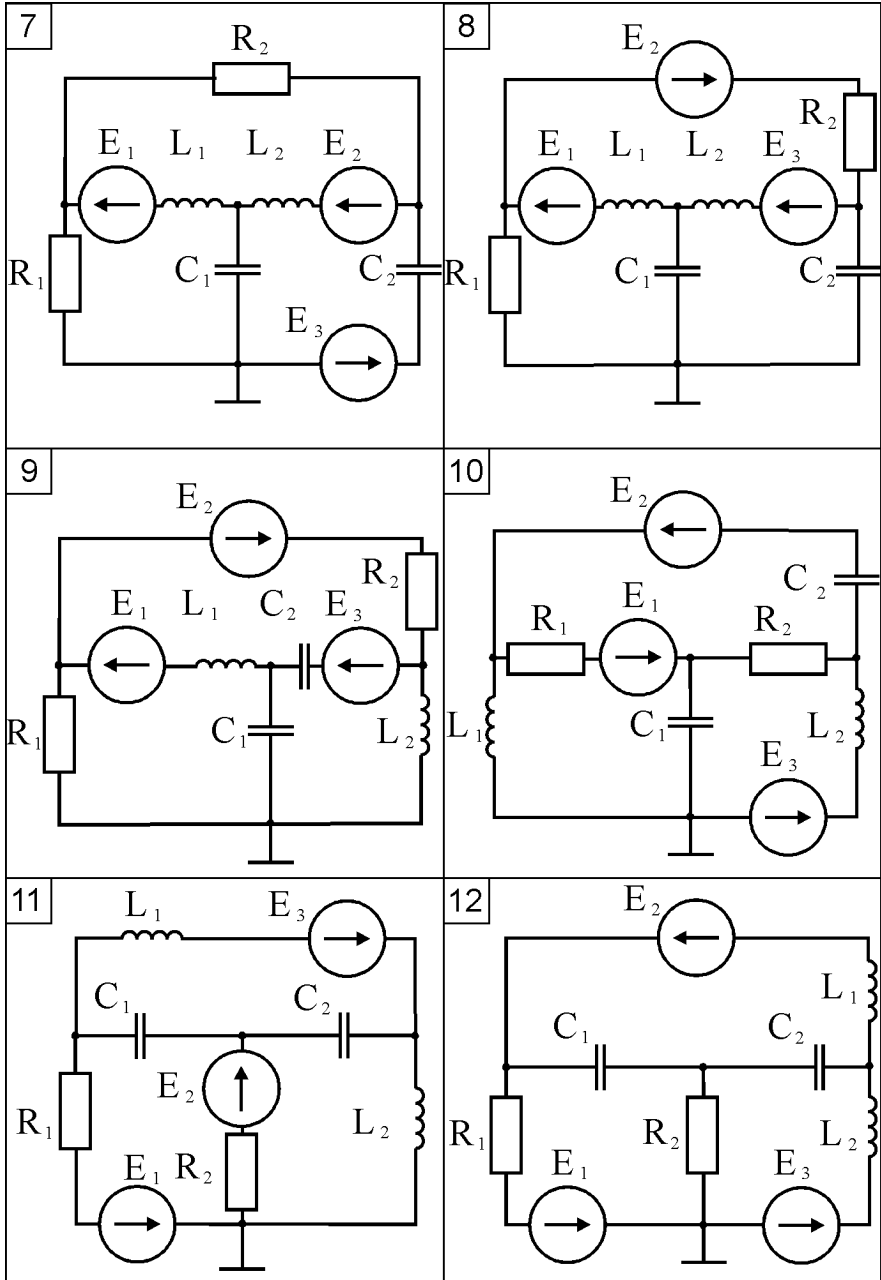 7
R₂
E₁ L₁ L₂ E₂
R₁ C₁ C₂
E₃
8
E₂
R₂
E₁ L₁ L₂ E₃
R₁ C₁ C₂
9
E₂
R₂
E₁ L₁ C₂ E₃
R₁ C₁ L₂
10
E₂
C₂
R₁ E₁ R₂
L₁ C₁ L₂
E₃
11
L₁ E₃
C₁ C₂
E₂
R₁ L₂
E₁ R₂
12
E₂
L₁
C₁ C₂
R₁ R₂ L₂
E₁ E₃